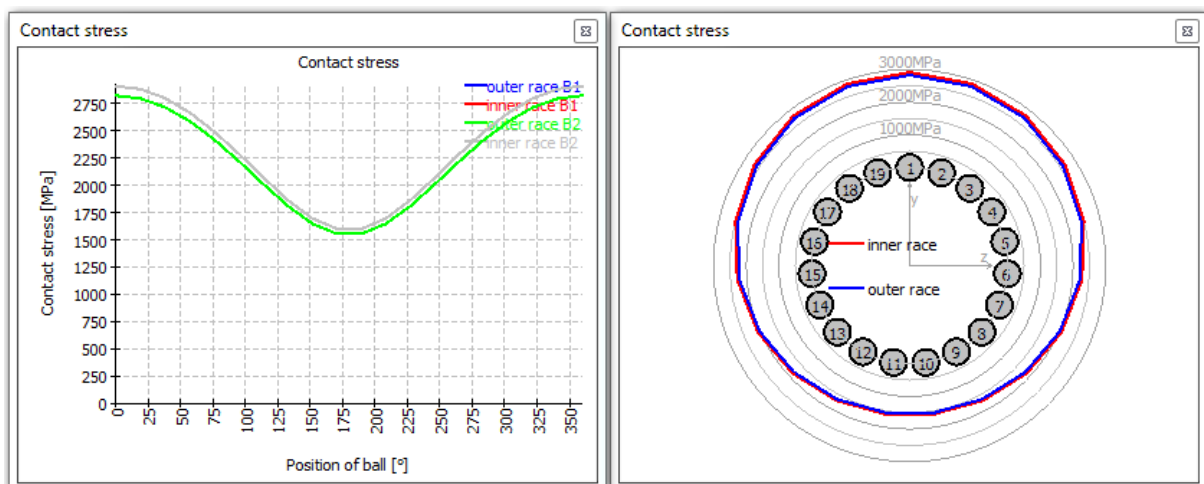 Contact stress
Contact stress
outer race B1
inner race B1
outer race B2
inner race B2
Contact stress [MPa]
2750
2500
2250
2000
1750
1500
1250
1000
750
500
250
0
0 25 50 75 100 125 150 175 200 225 250 275 300 325 350
Position of ball [°]
Contact stress
3000MPa
2000MPa
1000MPa
1
2
3
4
5
6
7
8
9
10
11
12
13
14
15
16
17
18
19
y
z
inner race
outer race